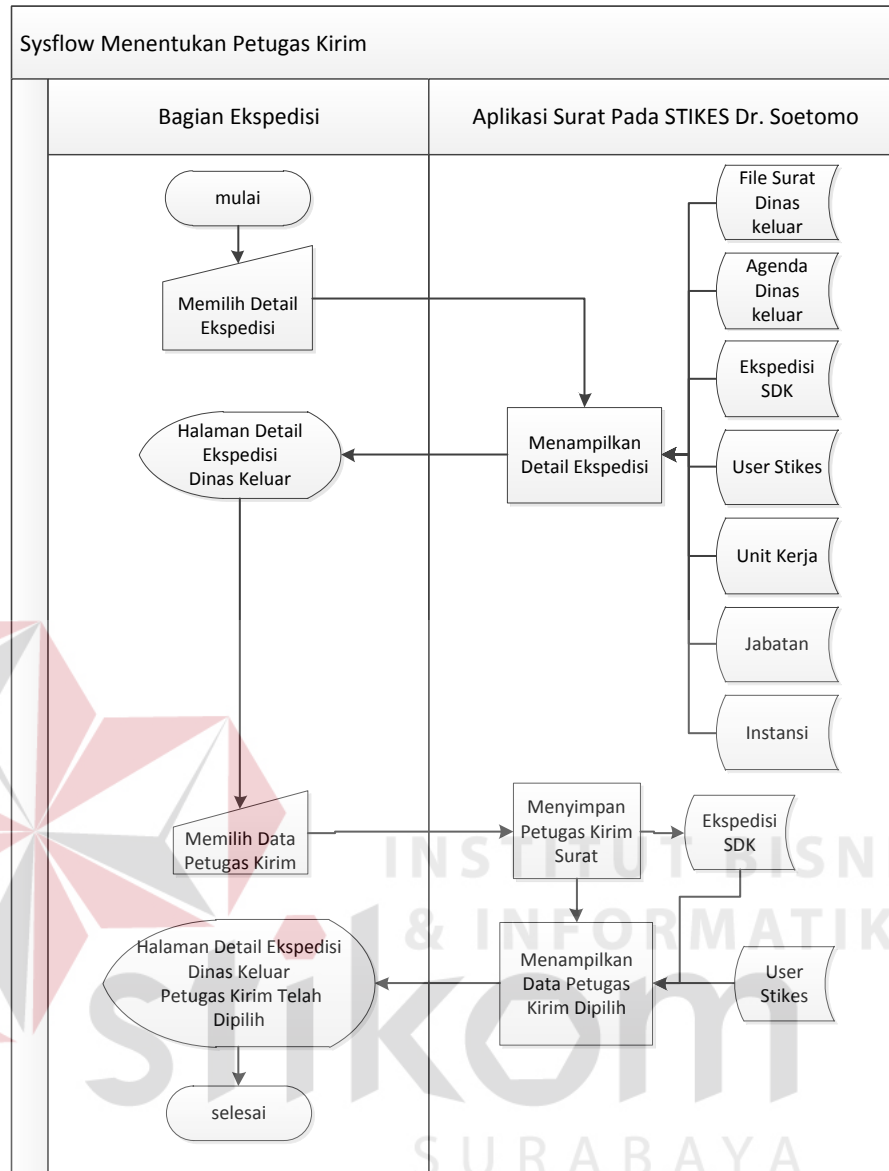 Sysflow Menentukan Petugas Kirim
Bagian Ekspedisi
Aplikasi Surat Pada STIKES Dr. Soetomo
mulai
File Surat
Dinas
keluar
Memilih Detail
Ekspedisi
Agenda
Dinas
keluar
Ekspedisi
SDK
Halaman Detail
Ekspedisi
Dinas Keluar
Menampilkan
Detail Ekspedisi
User Stikes
Unit Kerja
Jabatan
Instansi
Memilih Data
Petugas Kirim
Menyimpan
Petugas Kirim
Surat
Ekspedisi
SDK
INSTITUT BISNI
& INFORMATIK
Halaman Detail Ekspedisi
Dinas Keluar
Petugas Kirim Telah
Dipilih
Menampilkan
Data Petugas
Kirim Dipilih
User
Stikes
stikom
selesai
SURABAYA